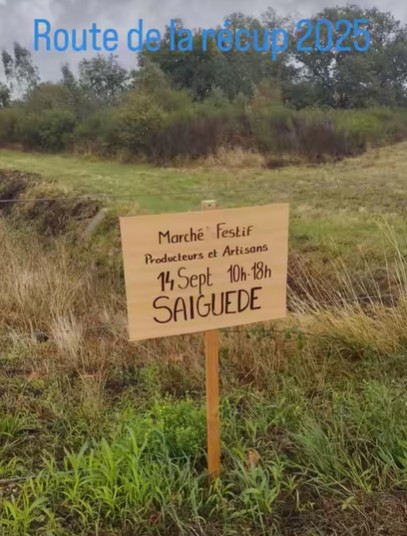 Route de la récup 2025
Marché Festif
Producteurs et Artisans
14 Sept 10h-18h
SAIGUEDE